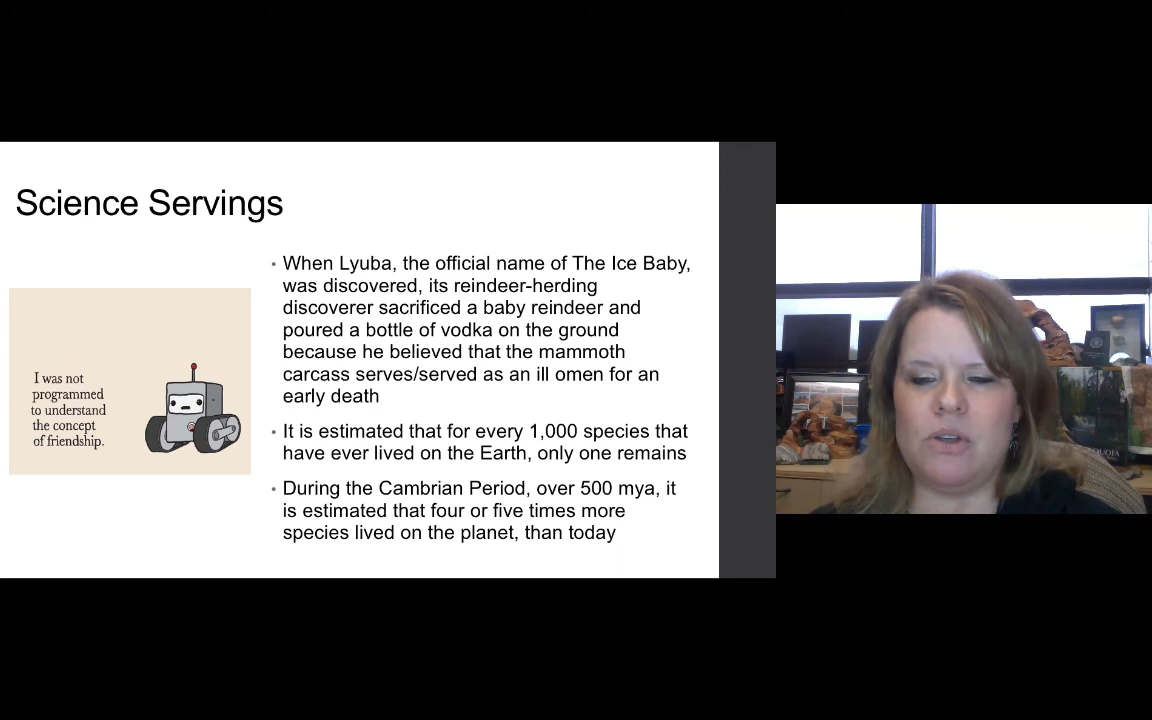 Science Servings
When Lyuba, the official name of The Ice Baby,
was discovered, its reindeer-herding
discoverer sacrificed a baby reindeer and
poured a bottle of vodka on the ground
because he believed that the mammoth
carcass serves/served as an ill omen for an
early death
It is estimated that for every 1,000 species that
have ever lived on the Earth, only one remains
During the Cambrian Period, over 500 mya, it
is estimated that four or five times more
species lived on the planet, than today
I was not
programmed
to understand
the concept
of friendship.